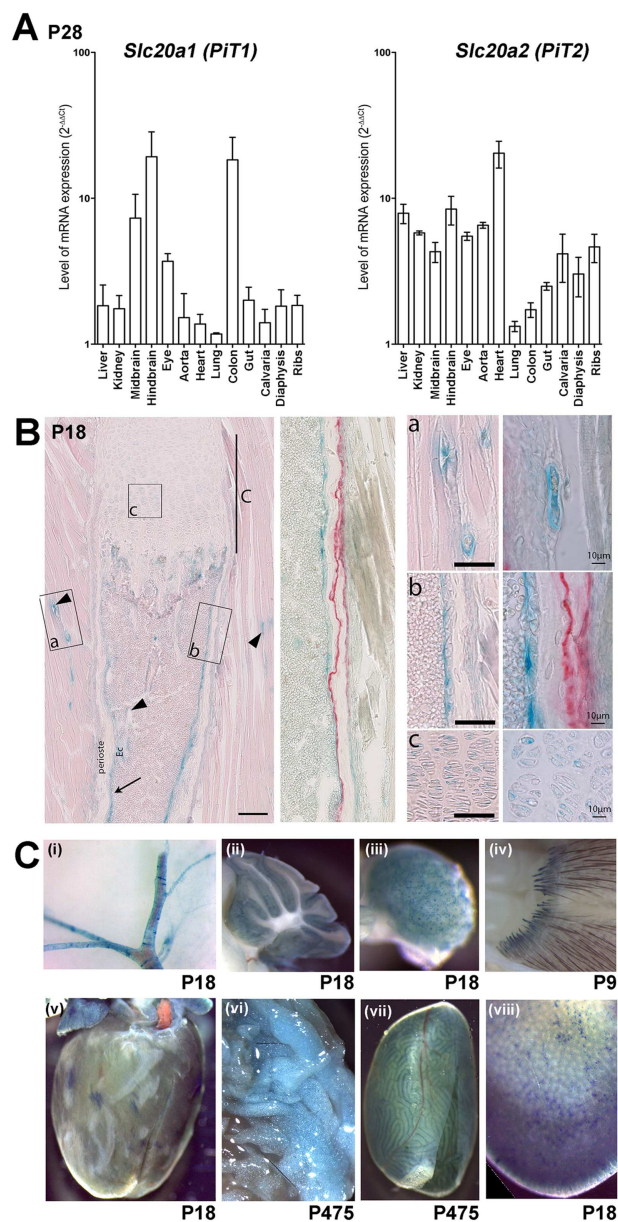 A P28
Slc20a1 (PiT1)
Level of mRNA expression (2-ΔΔCt)
100
10
1
Liver
Kidney
Midbrain
Hindbrain
Eye
Aorta
Heart
Lung
Colon
Gut
Calvaria
Diaphysis
Ribs
Slc20a2 (PiT2)
Level of mRNA expression (2-ΔΔCt)
100
10
1
Liver
Kidney
Midbrain
Hindbrain
Eye
Aorta
Heart
Lung
Colon
Gut
Calvaria
Diaphysis
Ribs
B P18
c
C
a
b
perioste
Ec
a
10µm
b
10µm
c
10µm
C
(i)
P18
(ii)
P18
(iii)
P18
(iv)
P9
(v)
P18
(vi)
P475
(vii)
P475
(viii)
P18